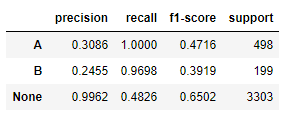 precision recall f1-score support
A 0.3086 1.0000 0.4716 498
B 0.2455 0.9698 0.3919 199
None 0.9962 0.4826 0.6502 3303